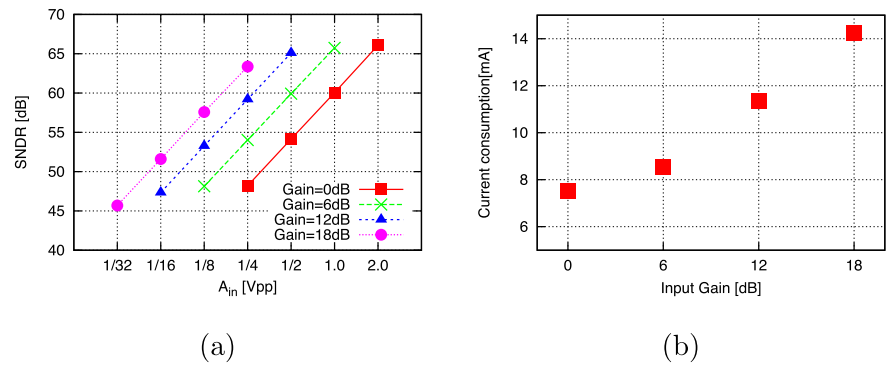 70
65
60
55
50
45
40
SNDR [dB]
Gain=0dB
Gain=6dB
Gain=12dB
Gain=18dB
1/32 1/16 1/8 1/4 1/2 1.0 2.0
A_in [Vpp]
(a)
14
12
10
8
6
Current consumption[mA]
0 6 12 18
Input Gain [dB]
(b)